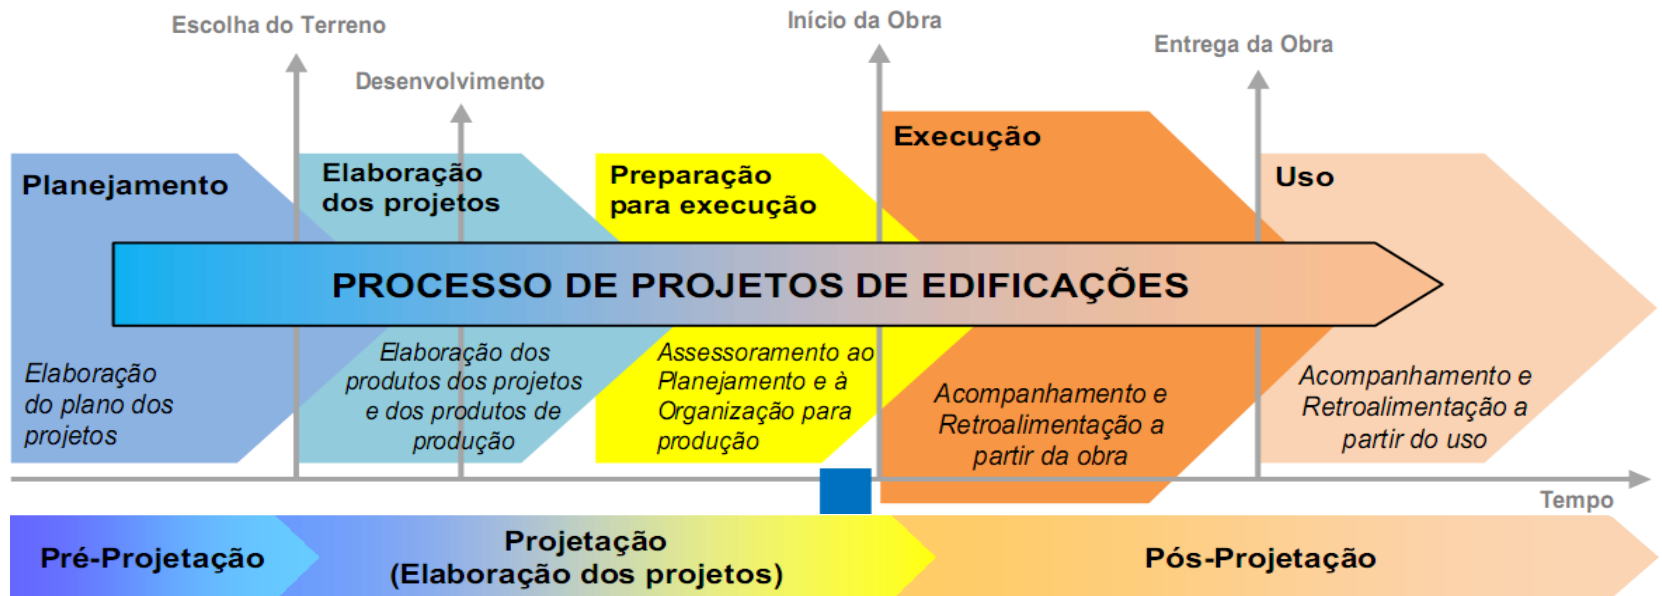 Escolha do Terreno
Início da Obra
Entrega da Obra
Desenvolvimento
Planejamento
Elaboração
dos projetos
Preparação
para execução
Execução
Uso
PROCESSO DE PROJETOS DE EDIFICAÇÕES
Elaboração
do plano dos
projetos
Elaboração dos
produtos dos projetos
e dos produtos de
produção
Assessoramento ao
Planejamento e à
Organização para
produção
Acompanhamento e
Retroalimentação a
partir da obra
Acompanhamento e
Retroalimentação a
partir do uso
Tempo
Pré-Projetação
Projetação
(Elaboração dos projetos)
Pós-Projetação